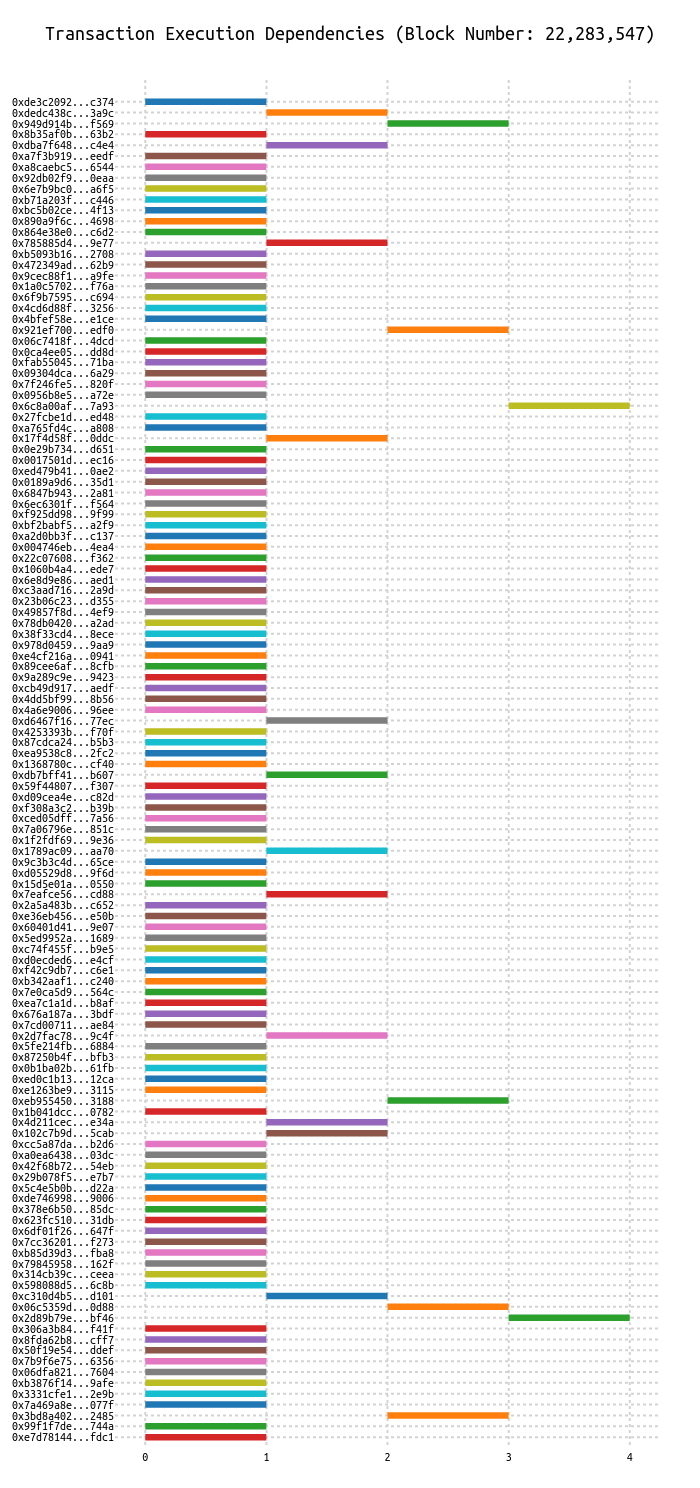 Transaction Execution Dependencies (Block Number: 22,283,547)
0xde3c2092...c374
0xdedc438c...3a9c
0x949d914b...f569
0x8b35af0b...63b2
0xdba7f648...c4e4
0xa7f3b919...eedf
0xa8caebc5...6544
0x92db02f9...0eaa
0x6e7b9bc0...a6f5
0xb71a203f...c446
0xbc5b02ce...4f13
0x890a9f6c...4698
0x864e38e0...c6d2
0x785885d4...9e77
0xb5093b16...2708
0x472349ad...62b9
0x9cec88f1...a9fe
0x1a0c5702...f76a
0x6f9b7595...c694
0x4cd6d88f...3256
0x4bfef58e...e1ce
0x921ef700...edf0
0x06c7418f...4dcd
0x0ca4ee05...dd8d
0xfab55045...71ba
0x09304dca...6a29
0x7f246fe5...820f
0x0956b8e5...a72e
0x6c8a00af...7a93
0x27fcbe1d...ed48
0xa765fd4c...a808
0x17f4d58f...0ddc
0x0e29b734...d651
0x0017501d...ec16
0xed479b41...0ae2
0x0189a9d6...35d1
0x6847b943...2a81
0x6ec6301f...f564
0xf925dd98...9f99
0xbf2babf5...a2f9
0xa2d0bb3f...c137
0x004746eb...4ea4
0x22c07608...f362
0x1060b4a4...ede7
0x6e8d9e86...aed1
0xc3aad716...2a9d
0x23b06c23...d355
0x49857f8d...4ef9
0x78db0420...a2ad
0x38f33cd4...8ece
0x978d0459...9aa9
0xe4cf216a...0941
0x89cee6af...8cfb
0x9a289c9e...9423
0xcb49d917...aedf
0x4dd5bf99...8b56
0x4a6e9006...96ee
0xd6467f16...77ec
0x4253393b...f70f
0x87cdca24...b5b3
0xea9538c8...2fc2
0x1368780c...cf40
0xdb7bff41...b607
0x59f44807...f307
0xd09cea4e...c82d
0xf308a3c2...b39b
0xced05dff...7a56
0x7a06796e...851c
0x1f2fdf69...9e36
0x1789ac09...aa70
0x9c3b3c4d...65ce
0xd05529d8...9f6d
0x15d5e01a...0550
0x7eafce56...cd88
0x2a5a483b...c652
0xe36eb456...e50b
0x60401d41...9e07
0x5ed9952a...1689
0xc74f455f...b9e5
0xd0ecded6...e4cf
0xf42c9db7...c6e1
0xb342aaf1...c240
0x7e0ca5d9...564c
0xea7c1a1d...b8af
0x676a187a...3bdf
0x7cd00711...ae84
0x2d7fac78...9c4f
0x5fe214fb...6884
0x87250b4f...bfb3
0x0b1ba02b...61fb
0xed0c1b13...12ca
0xe1263be9...3115
0xeb955450...3188
0x1b041dcc...0782
0x4d211cec...e34a
0x102c7b9d...5cab
0xcc5a87da...b2d6
0xa0ea6438...03dc
0x42f68b72...54eb
0x29b078f5...e7b7
0x5c4e5b0b...d22a
0xde746998...9006
0x378e6b50...85dc
0x623fc510...31db
0x6df01f26...647f
0x7cc36201...f273
0xb85d39d3...fba8
0x79845958...162f
0x314cb39c...ceea
0x598088d5...6c8b
0xc310d4b5...d101
0x06c5359d...0d88
0x2d89b79e...bf46
0x306a3b84...f41f
0x8fda62b8...cff7
0x50f19e54...ddef
0x7b9f6e75...6356
0x06dfa821...7604
0xb3876f14...9afe
0x3331cfe1...2e9b
0x7a469a8e...077f
0x3bd8a402...2485
0x99f1f7de...744a
0xe7d78144...fdc1
0 1 2 3 4